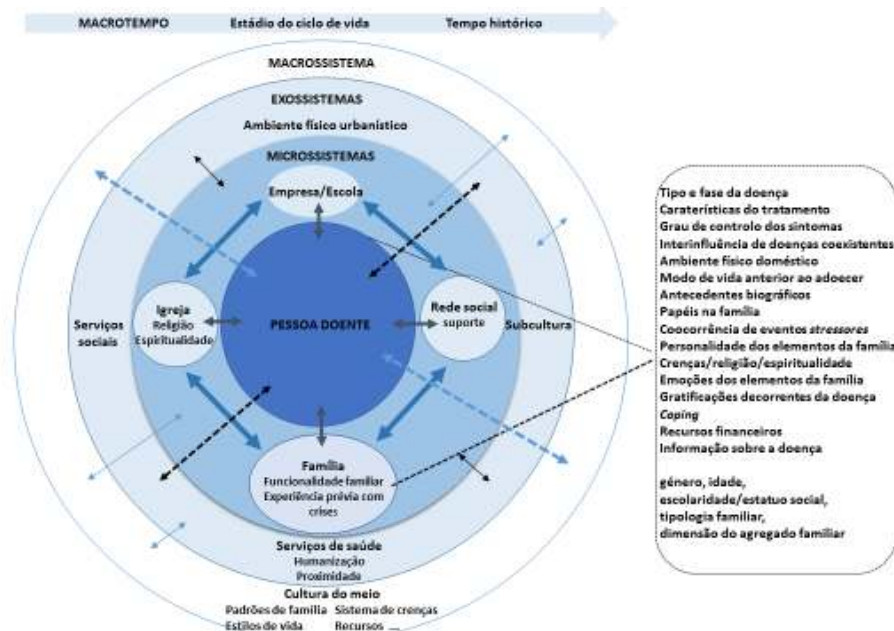 MACROTEMPO Estádio do ciclo de vida Tempo histórico
MACROSSISTEMA
EXOSSISTEMAS
Ambiente físico urbanístico
MICROSSISTEMAS
Empresa/Escola
Igreja
Religião
Espiritualidade
PESSOA DOENTE
Rede social
suporte
Serviços
sociais
Subcultura
Família
Funcionalidade familiar
Experiência prévia com
crises
Serviços de saúde
Humanização
Proximidade
Cultura do meio
Padrões de família Sistema de crenças
Estilos de vida Recursos ...
Tipo e fase da doença
Caraterísticas do tratamento
Grau de controlo dos sintomas
Interinfluência de doenças coexistentes
Ambiente físico doméstico
Modo de vida anterior ao adoecer
Antecedentes biográficos
Papéis na família
Coocorrência de eventos stressores
Personalidade dos elementos da família
Crenças/religião/espiritualidade
Emoções dos elementos da família
Gratificações decorrentes da doença
Coping
Recursos financeiros
Informação sobre a doença
género, idade,
escolaridade/estatuo social,
tipologia familiar,
dimensão do agregado familiar